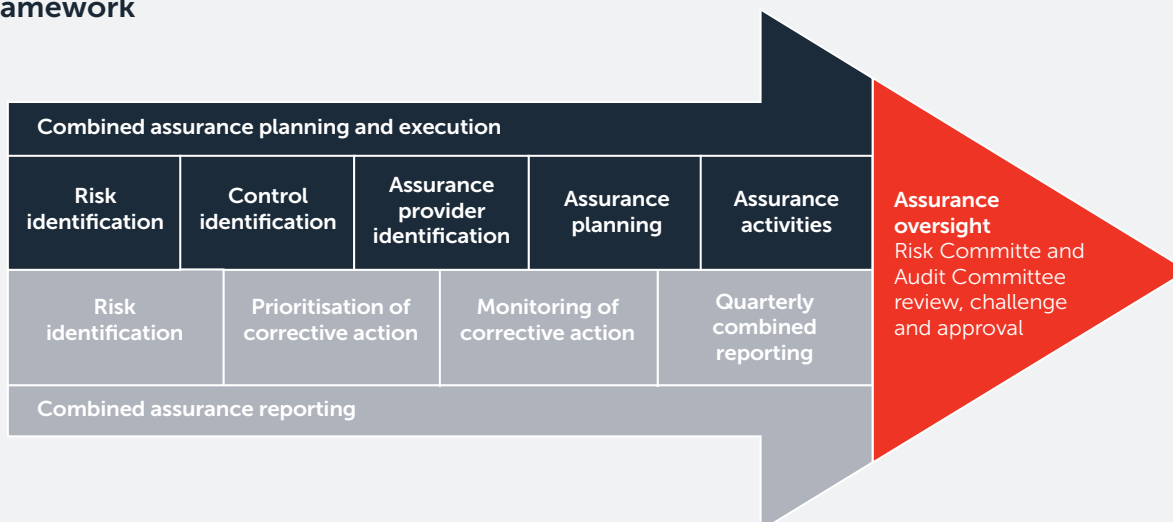 amework
Combined assurance planning and execution
Risk
identification
Control
identification
Assurance
provider
identification
Assurance
planning
Assurance
activities
Assurance
oversight
Risk Committe and
Audit Committee
review, challenge
and approval
Risk
identification
Prioritisation of
corrective action
Monitoring of
corrective action
Quarterly
combined
reporting
Combined assurance reporting